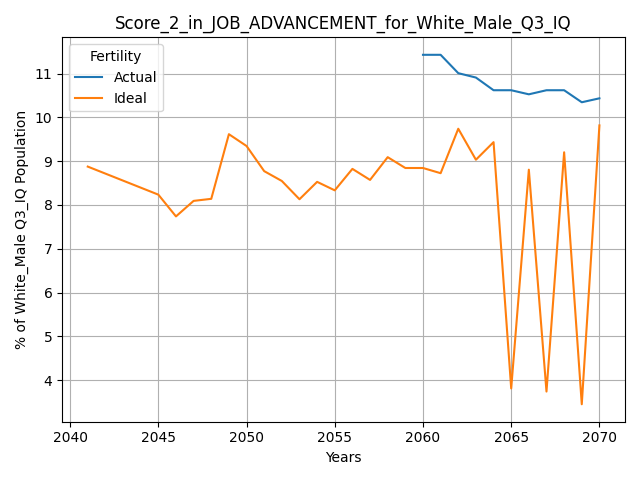 Score_2_in_JOB_ADVANCEMENT_for_White_Male_Q3_IQ
Fertility
Actual
Ideal
% of White_Male Q3_IQ Population
11
10
9
8
7
6
5
4
2040 2045 2050 2055 2060 2065 2070
Years